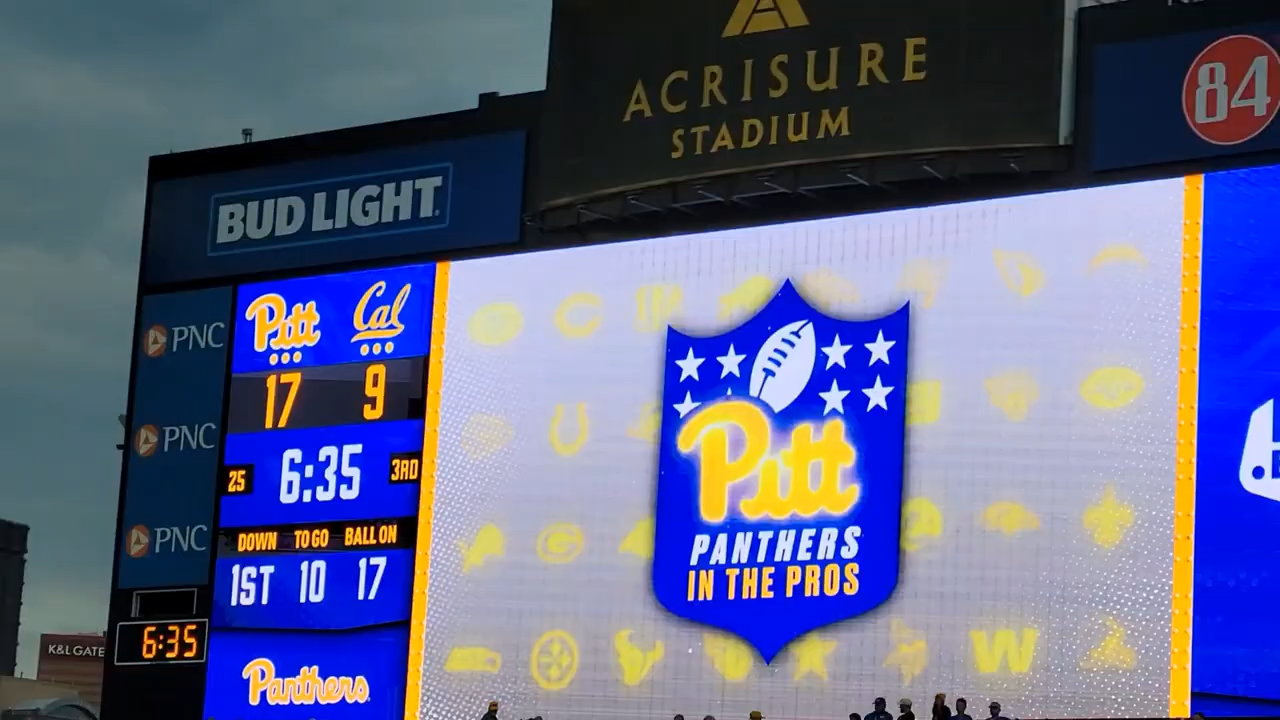 ACRISURE
STADIUM
84
BUD LIGHT
PNC
PNC
PNC
Pitt Cal
17 9
25 6:35 3RD
DOWN TO GO BALL ON
1ST 10 17
Panthers
6:35
K&L GATE
Pitt
PANTHERS
IN THE PROS
C
G
W